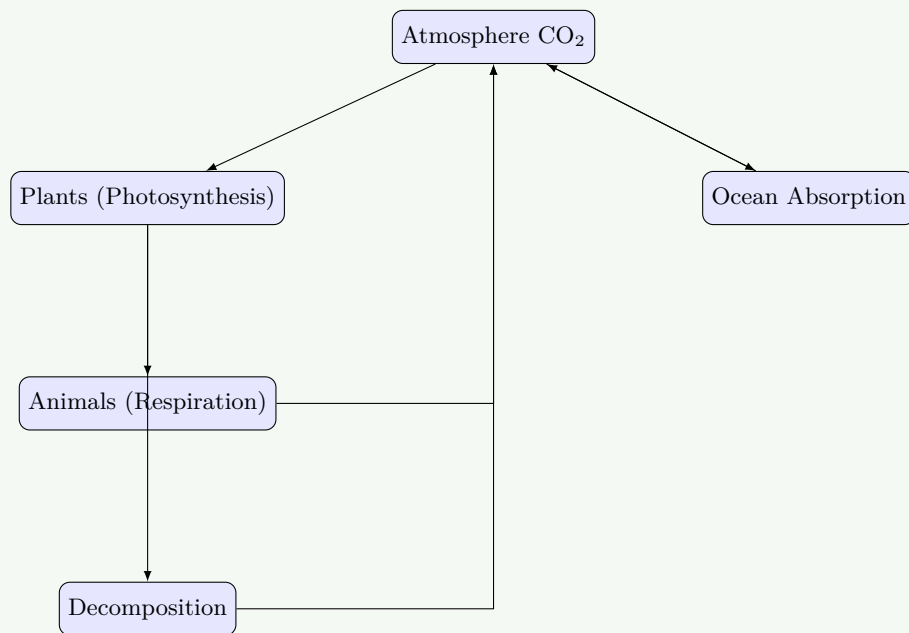 Atmosphere CO₂
Plants (Photosynthesis)
Ocean Absorption
Animals (Respiration)
Decomposition